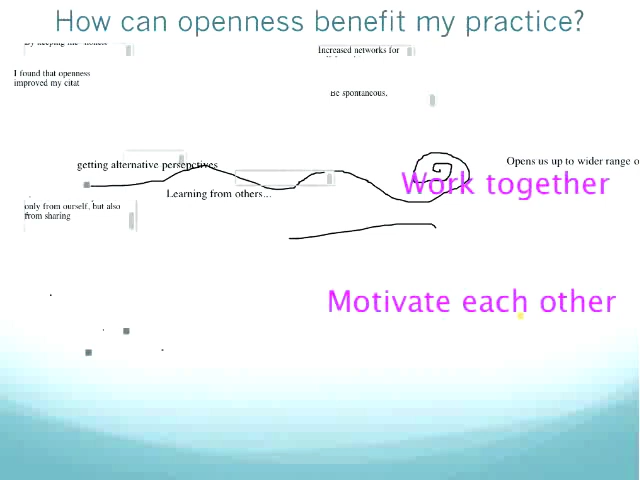 How can openness benefit my practice?
Increased networks for
I found that openness
improved my citat
Be spontaneous.
getting alternative persepctives
Opens us up to wider range o
Work together
Learning from others...
only from ourself, but also
from sharing
Motivate each other